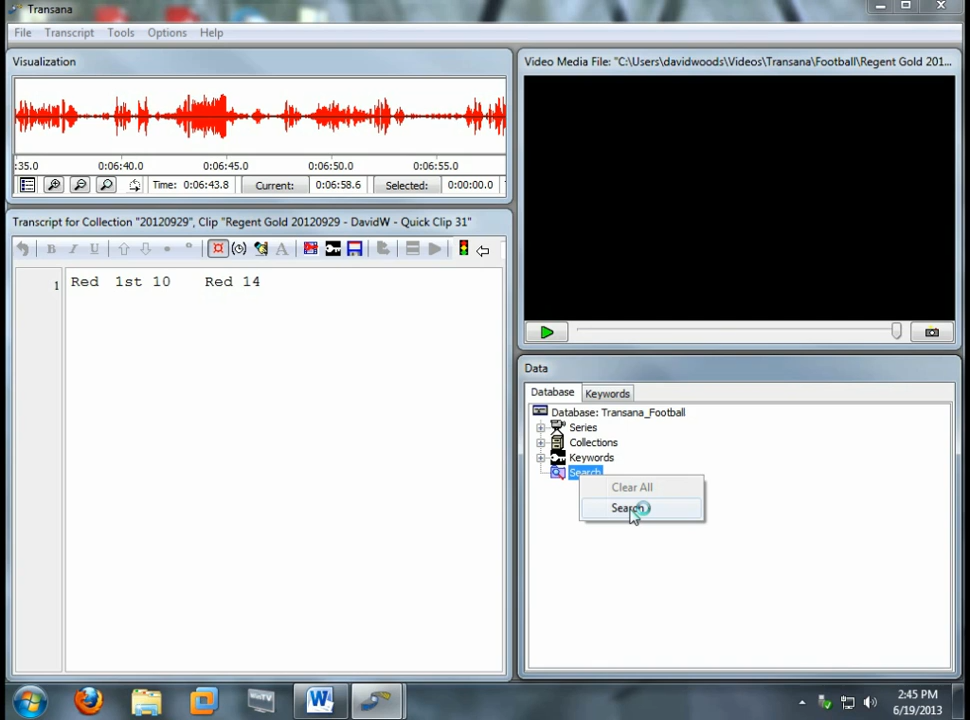 Transana
File Transcript Tools Options Help
Visualization
:35.0 0:06:40.0 0:06:45.0 0:06:50.0 0:06:55.0
Time: 0:06:43.8 Current: 0:06:58.6 Selected: 0:00:00.0
Transcript for Collection "20120929", Clip "Regent Gold 20120929 - DavidW - Quick Clip 31"
B I U A
1 Red 1st 10 Red 14
Video Media File: "C:\Users\davidwoods\Videos\Transana\Football\Regent Gold 201...
Data
Database Keywords
Database: Transana_Football
Series
Collections
Keywords
Search
Clear All
Search
WinTV
2:45 PM
6/19/2013